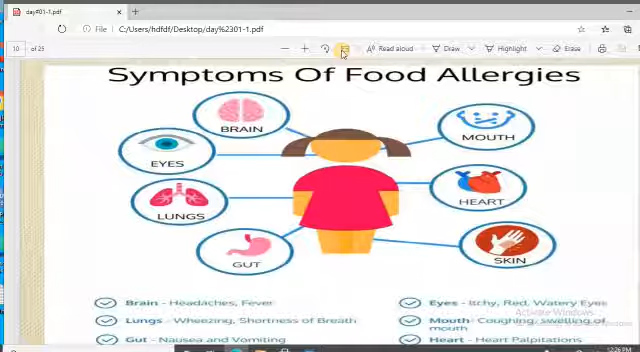 day#01-1.pdf
File
C:/Users/hdfdf/Desktop/day%2301-1.pdf
10 of 25
Read aloud
Draw
Highlight
Erase
Symptoms Of Food Allergies
BRAIN
MOUTH
EYES
LUNGS
HEART
GUT
SKIN
Brain - Headaches, Fever
Eyes - Itchy, Red, Watery Eyes
Activate Windows
Lungs - Wheezing, Shortness of Breath
Mouth - Coughing, swelling of
mouth
Gut - Nausea and Vomiting
Heart - Heart Palpitations
12:26 PM